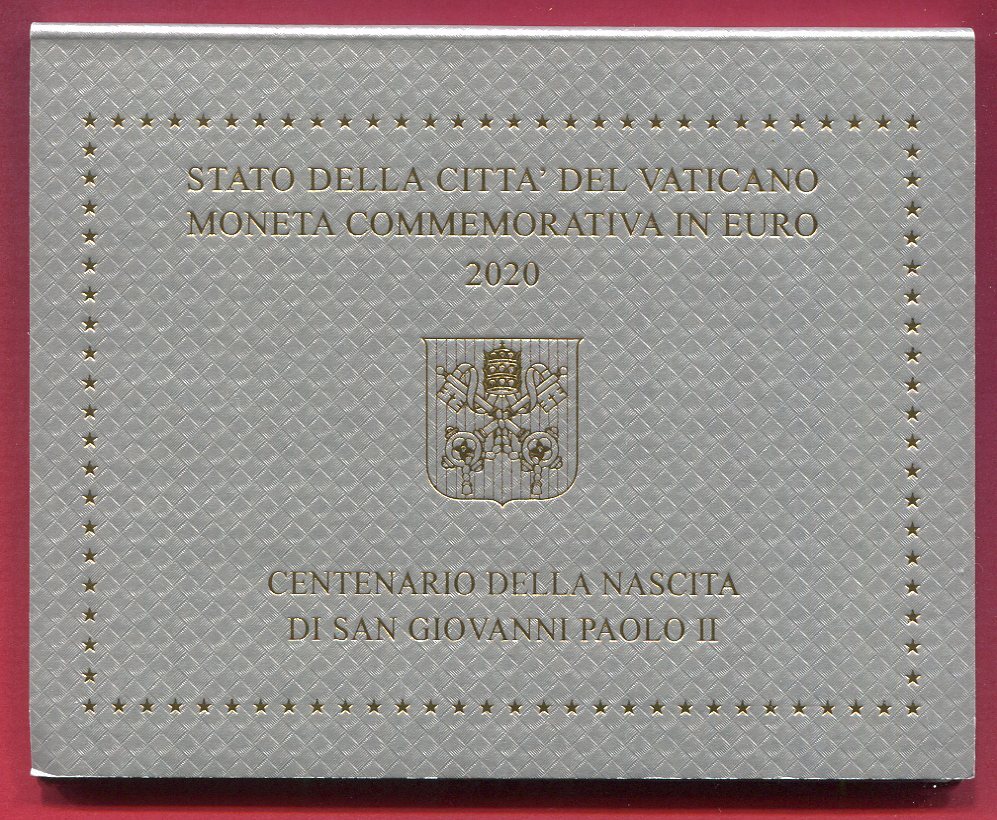 STATO DELLA CITTA' DEL VATICANO
MONETA COMMEMORATIVA IN EURO
2020
CENTENARIO DELLA NASCITA
DI SAN GIOVANNI PAOLO II